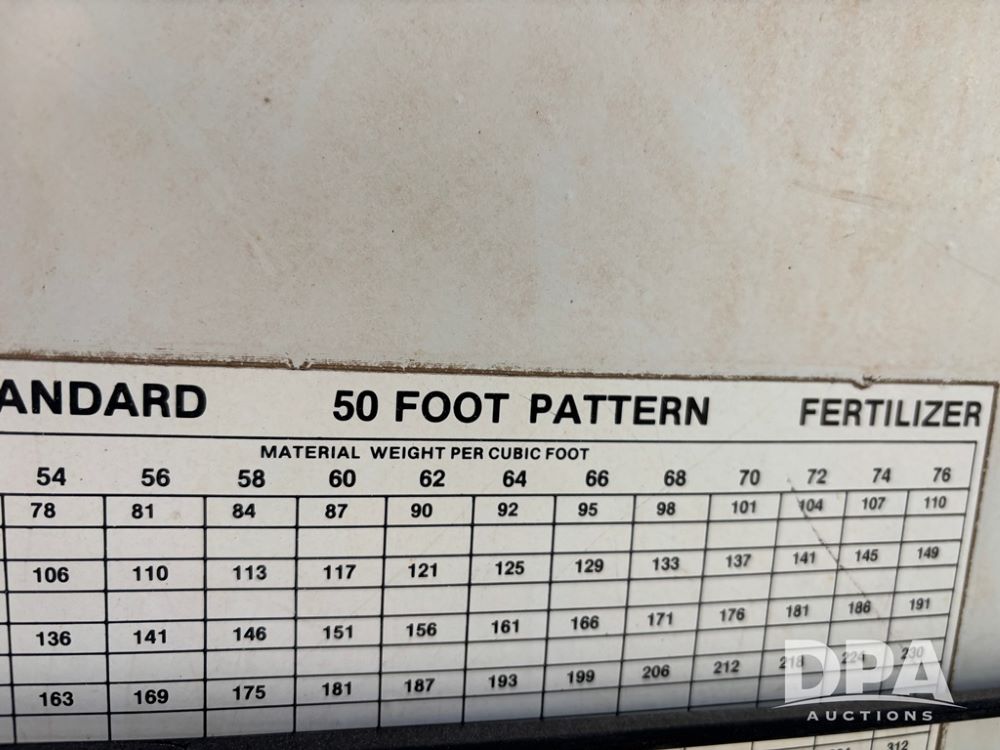 ANDARD 50 FOOT PATTERN FERTILIZER
MATERIAL WEIGHT PER CUBIC FOOT
54 56 58 60 62 64 66 68 70 72 74 76
78 81 84 87 90 92 95 98 101 104 107 110
106 110 113 117 121 125 129 133 137 141 145 149
136 141 146 151 156 161 166 171 176 181 186 191
163 169 175 181 187 193 199 206 212 218 224 230
312
DPA
AUCTIONS